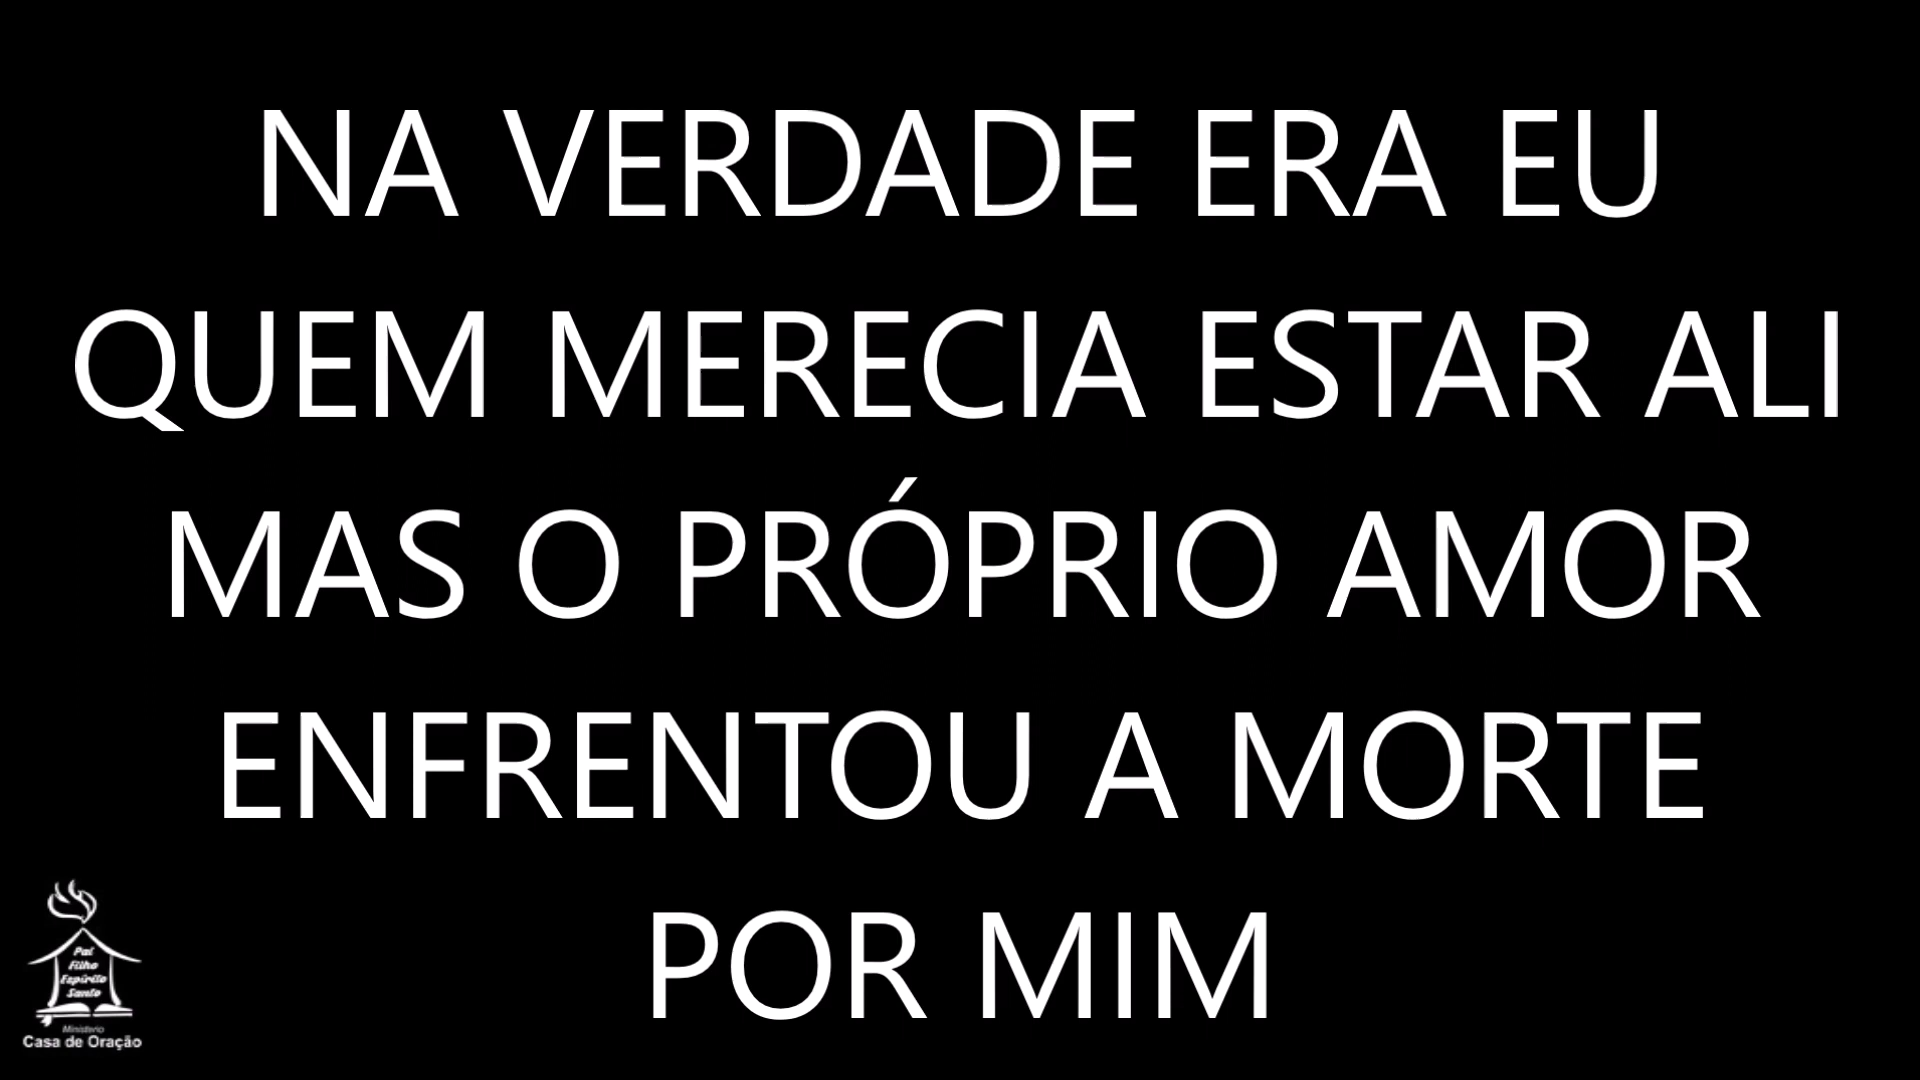 NA VERDADE ERA EU
QUEM MERECIA ESTAR ALI
MAS O PRÓPRIO AMOR
ENFRENTOU A MORTE
POR MIM
Pai
Filho
Espírito
Santo
Ministerio
Casa de Oração